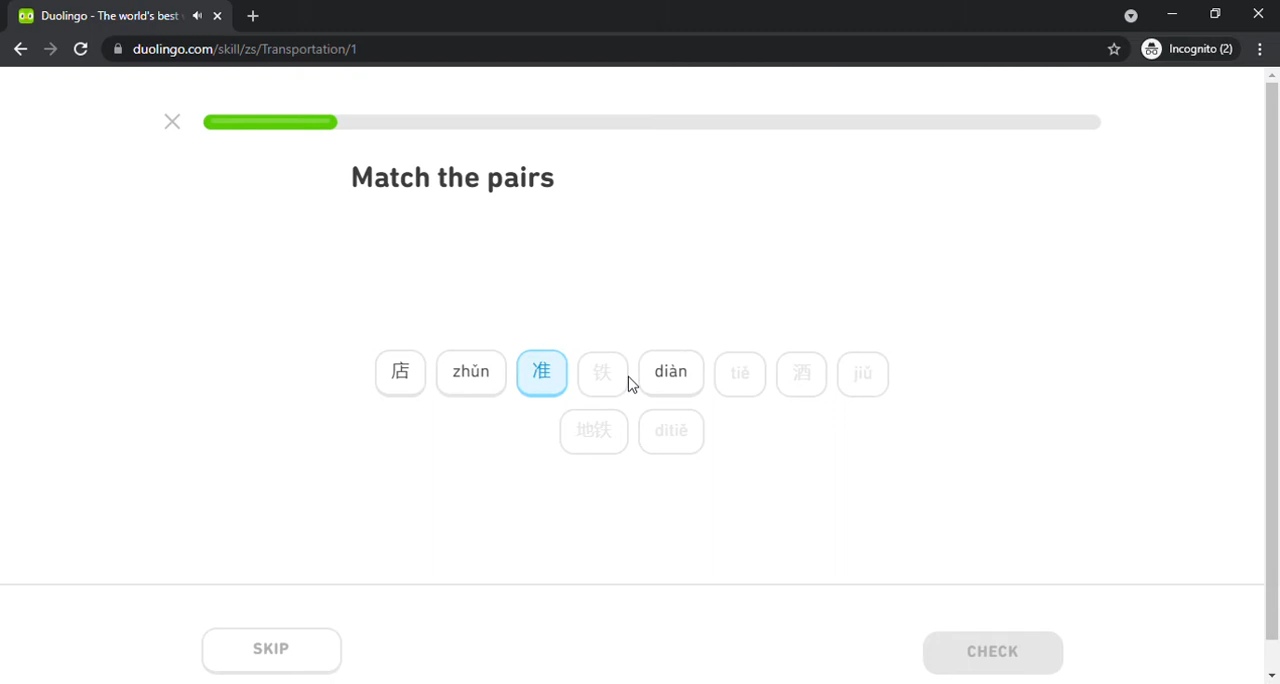 Duolingo - The world's best
duolingo.com/skill/zs/Transportation/1
Incognito (2)
Match the pairs
店 zhǔn 准 铁 diàn tiě 酒 jiǔ
地铁 dìtiě
SKIP
CHECK